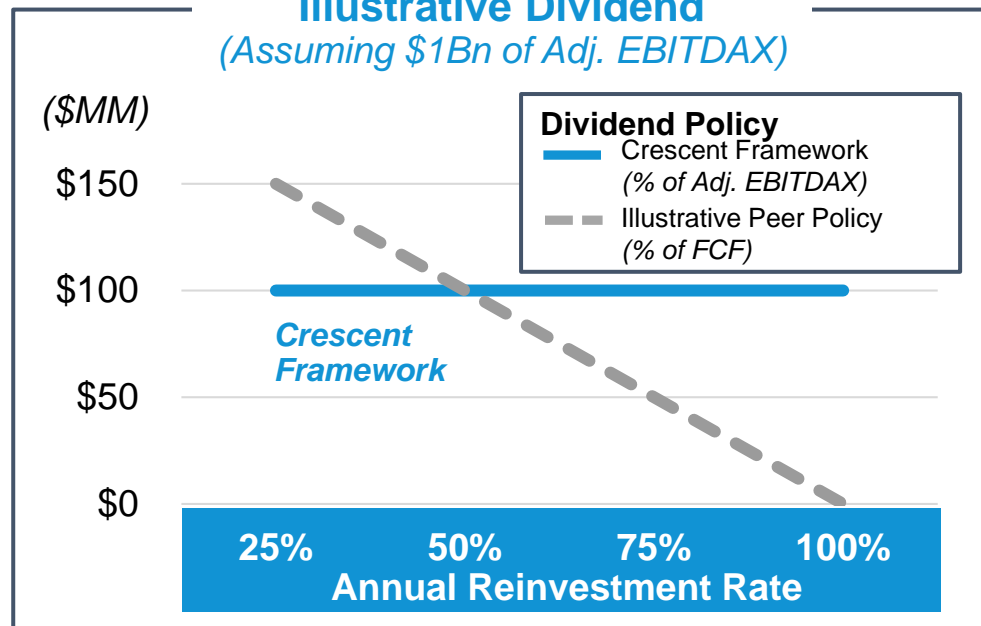 Illustrative Dividend
(Assuming $1Bn of Adj. EBITDAX)
($MM)
Dividend Policy
Crescent Framework
(% of Adj. EBITDAX)
Illustrative Peer Policy
(% of FCF)
$150
$100
Crescent
Framework
$50
$0
25% 50% 75% 100%
Annual Reinvestment Rate